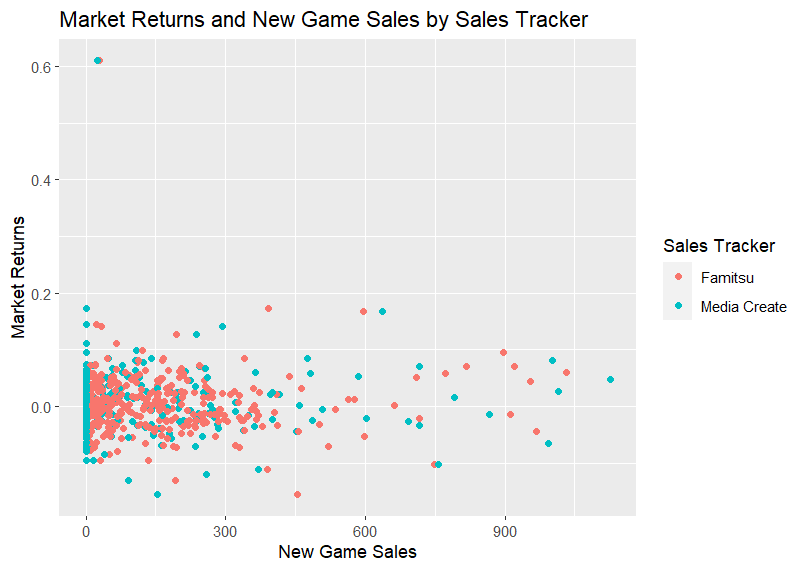 Market Returns and New Game Sales by Sales Tracker
0.6
0.4
0.2
0.0
Market Returns
0
300
600
900
New Game Sales
Sales Tracker
Famitsu
Media Create